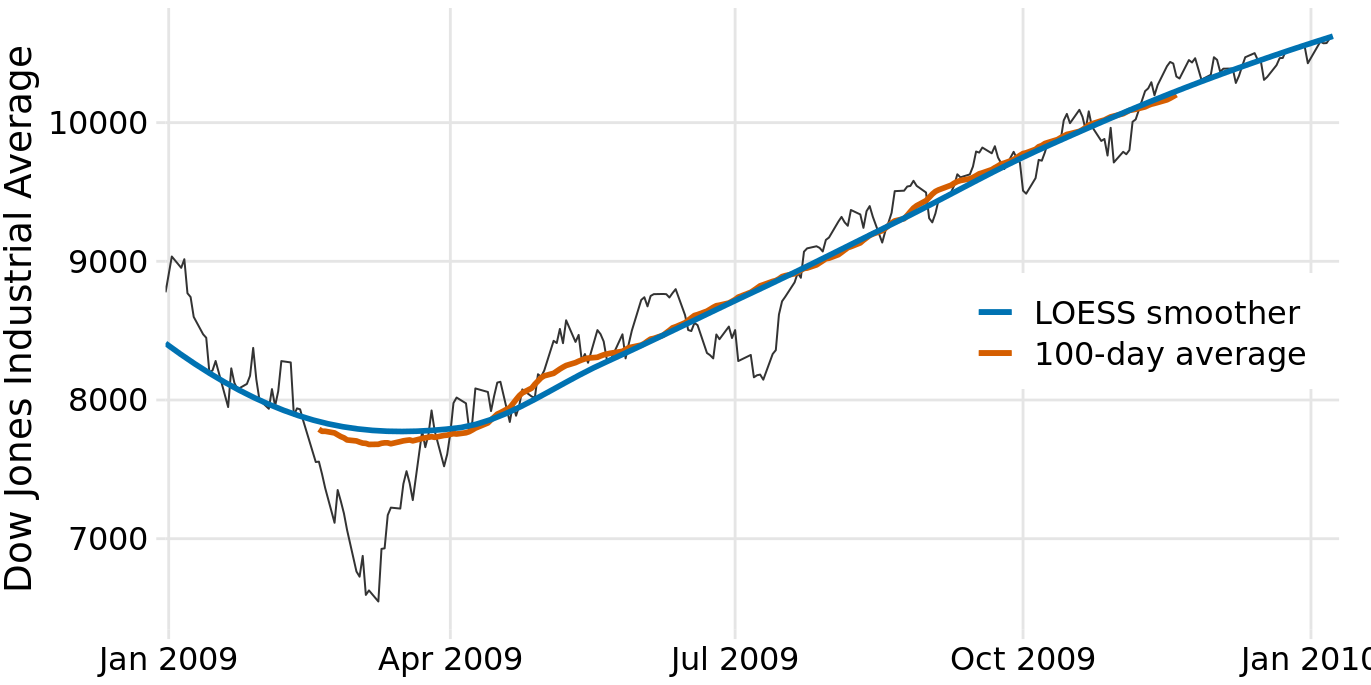 Dow Jones Industrial Average
10000
9000
8000
7000
LOESS smoother
100-day average
Jan 2009
Apr 2009
Jul 2009
Oct 2009
Jan 2010